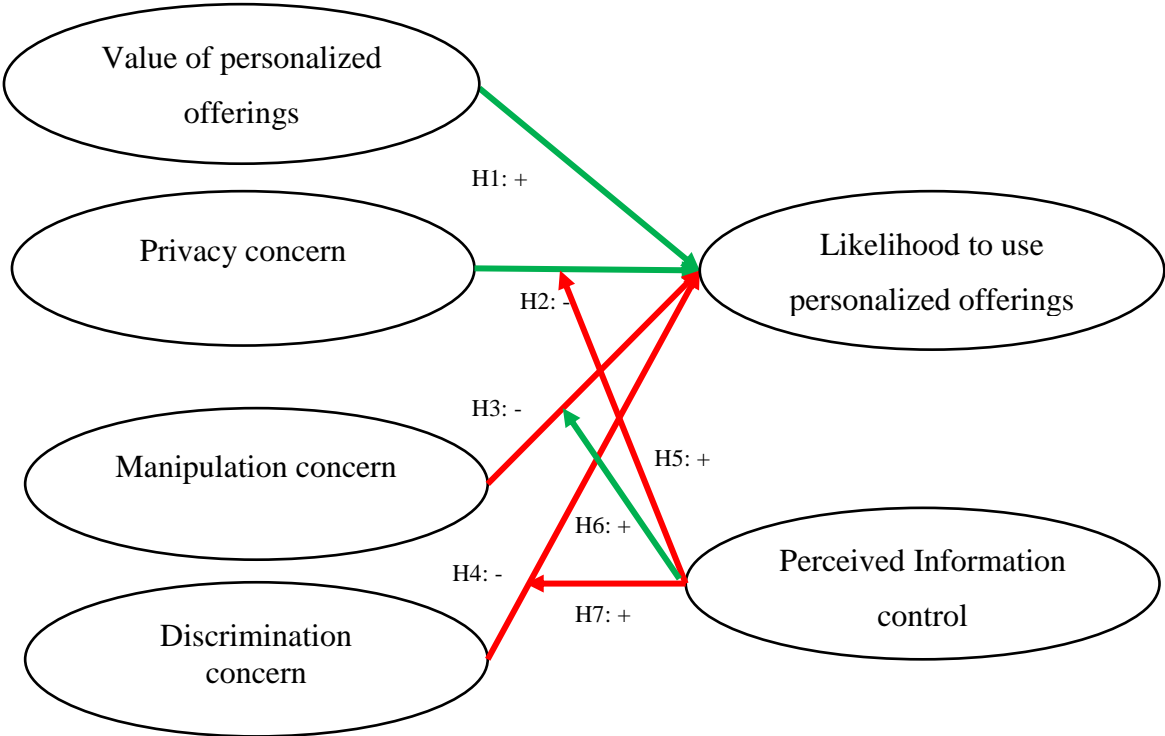 Value of personalized
offerings
H1: +
Privacy concern
Likelihood to use
personalized offerings
H2: -
H3: -
Manipulation concern
H5: +
H6: +
Perceived Information
control
H4: -
H7: +
Discrimination
concern